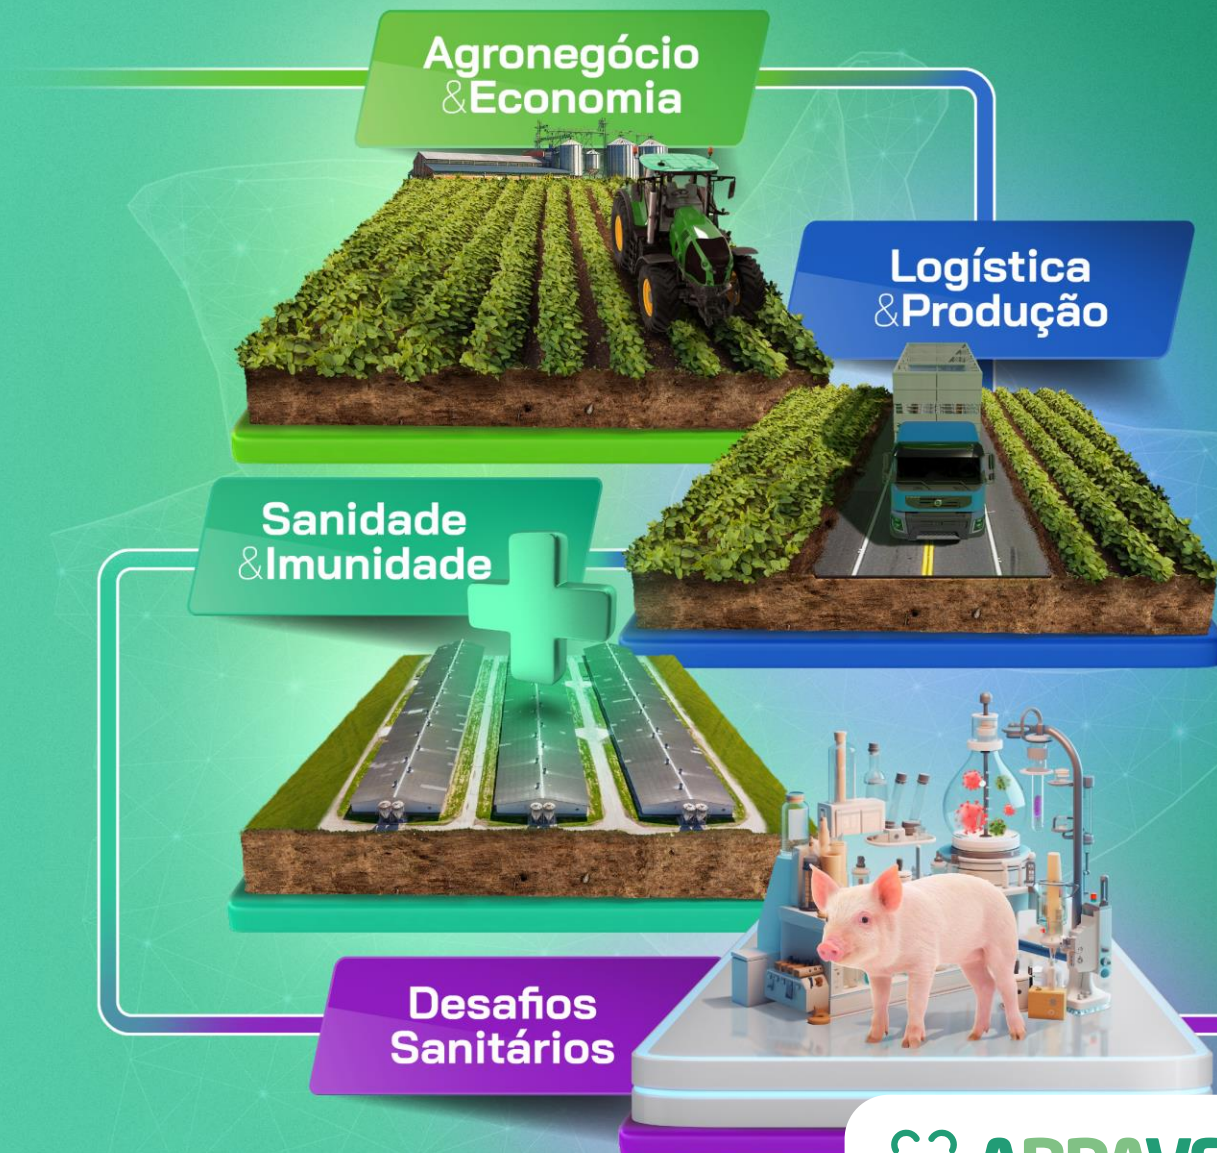 Agronegócio
&Economia
Logística
&Produção
Sanidade
&Imunidade
Desafios
Sanitários